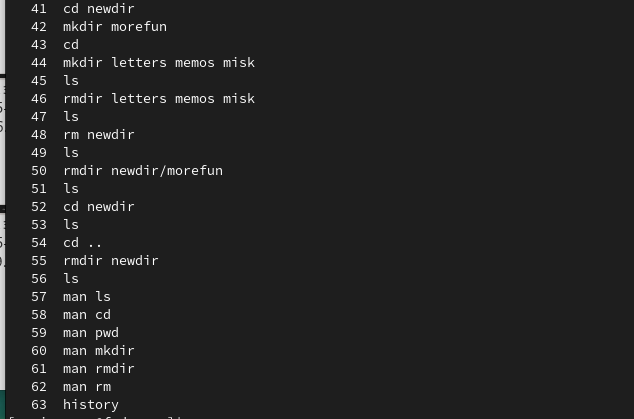 41 cd newdir
42 mkdir morefun
43 cd
44 mkdir letters memos misk
45 ls
46 rmdir letters memos misk
47 ls
48 rm newdir
49 ls
50 rmdir newdir/morefun
51 ls
52 cd newdir
53 ls
54 cd ..
55 rmdir newdir
56 ls
57 man ls
58 man cd
59 man pwd
60 man mkdir
61 man rmdir
62 man rm
63 history